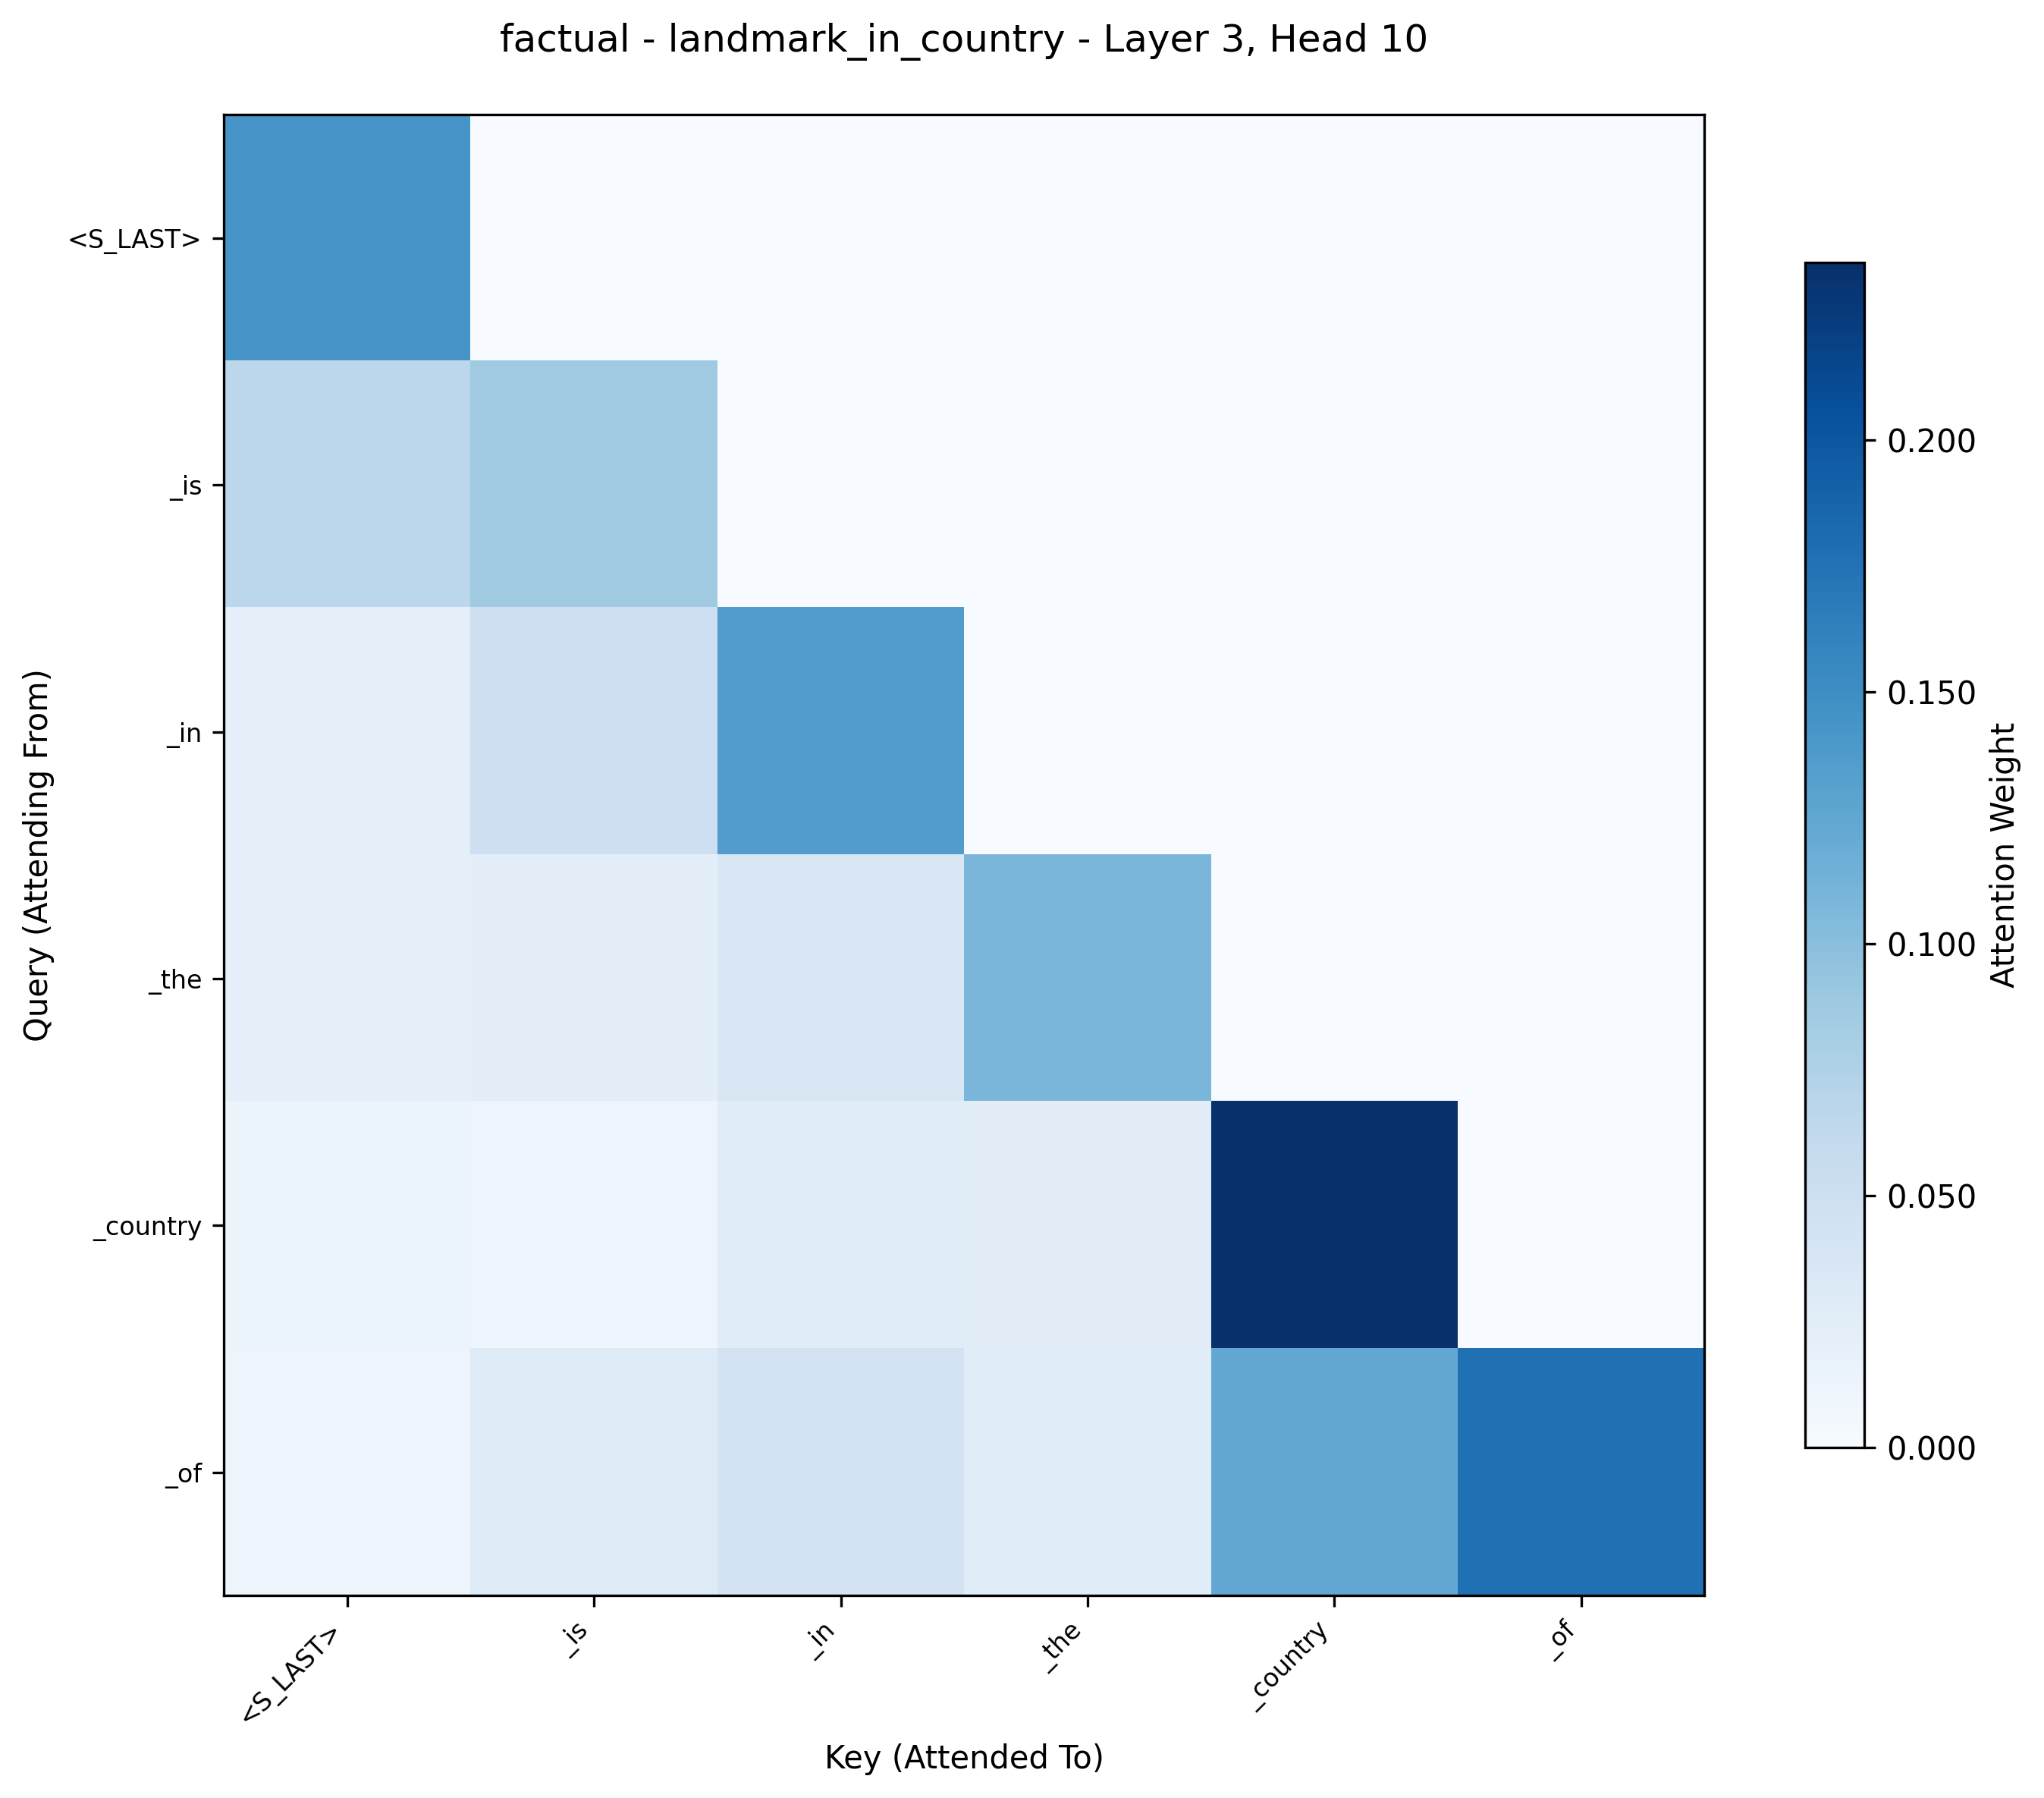 factual - landmark_in_country - Layer 3, Head 10
Query (Attending From)
<S_LAST>
_is
_in
_the
_country
_of
<S_LAST>
_is
_in
_the
_country
_of
Key (Attended To)
0.200
0.150
0.100
0.050
0.000
Attention Weight